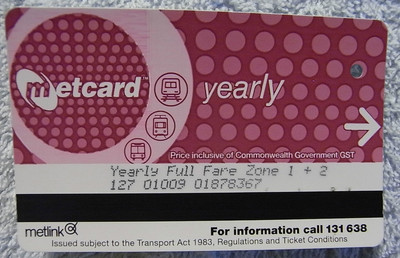 metcard™ yearly
Price inclusive of Commonwealth Government GST
Yearly Full Fare Zone 1 + 2
127 01009 01878367
metlink
For information call 131 638
Issued subject to the Transport Act 1983, Regulations and Ticket Conditions